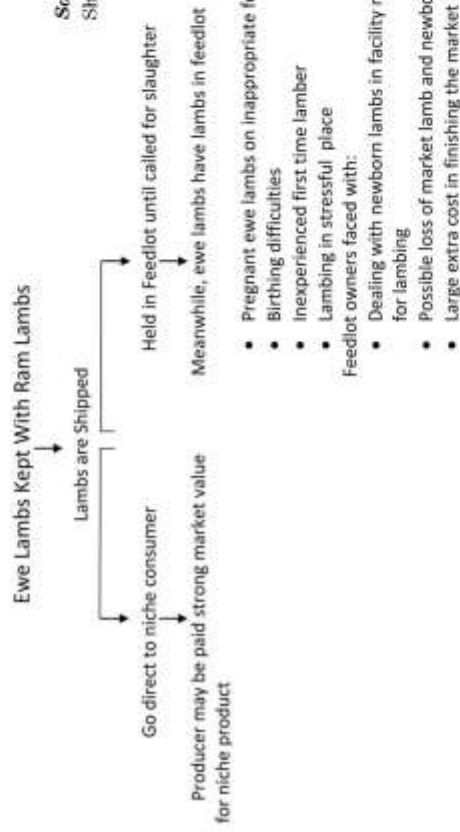 Ewe Lambs Kept With Ram Lambs
Lambs are Shipped
Go direct to niche consumer
Producer may be paid strong market value
for niche product
Held in Feedlot until called for slaughter
Meanwhile, ewe lambs have lambs in feedlot
• Pregnant ewe lambs on inappropriate
• Birthing difficulties
• Inexperienced first time lamber
• Lambing in stressful place
Feedlot owners faced with:
• Dealing with newborn lambs in facility
for lambing
• Possible loss of market lamb and
• Large extra cost in finishing the market